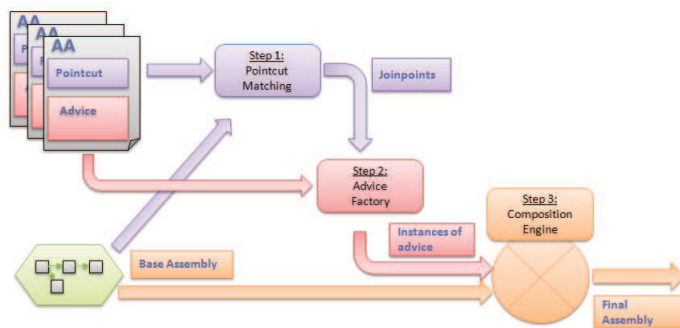 AA
AA
AA
Po
P
Pointcut
A
A
Advice
Step 1:
Pointcut
Matching
Joinpoints
Step 2:
Advice
Factory
Step 3:
Composition
Engine
Instances of
advice
Base Assembly
Final
Assembly